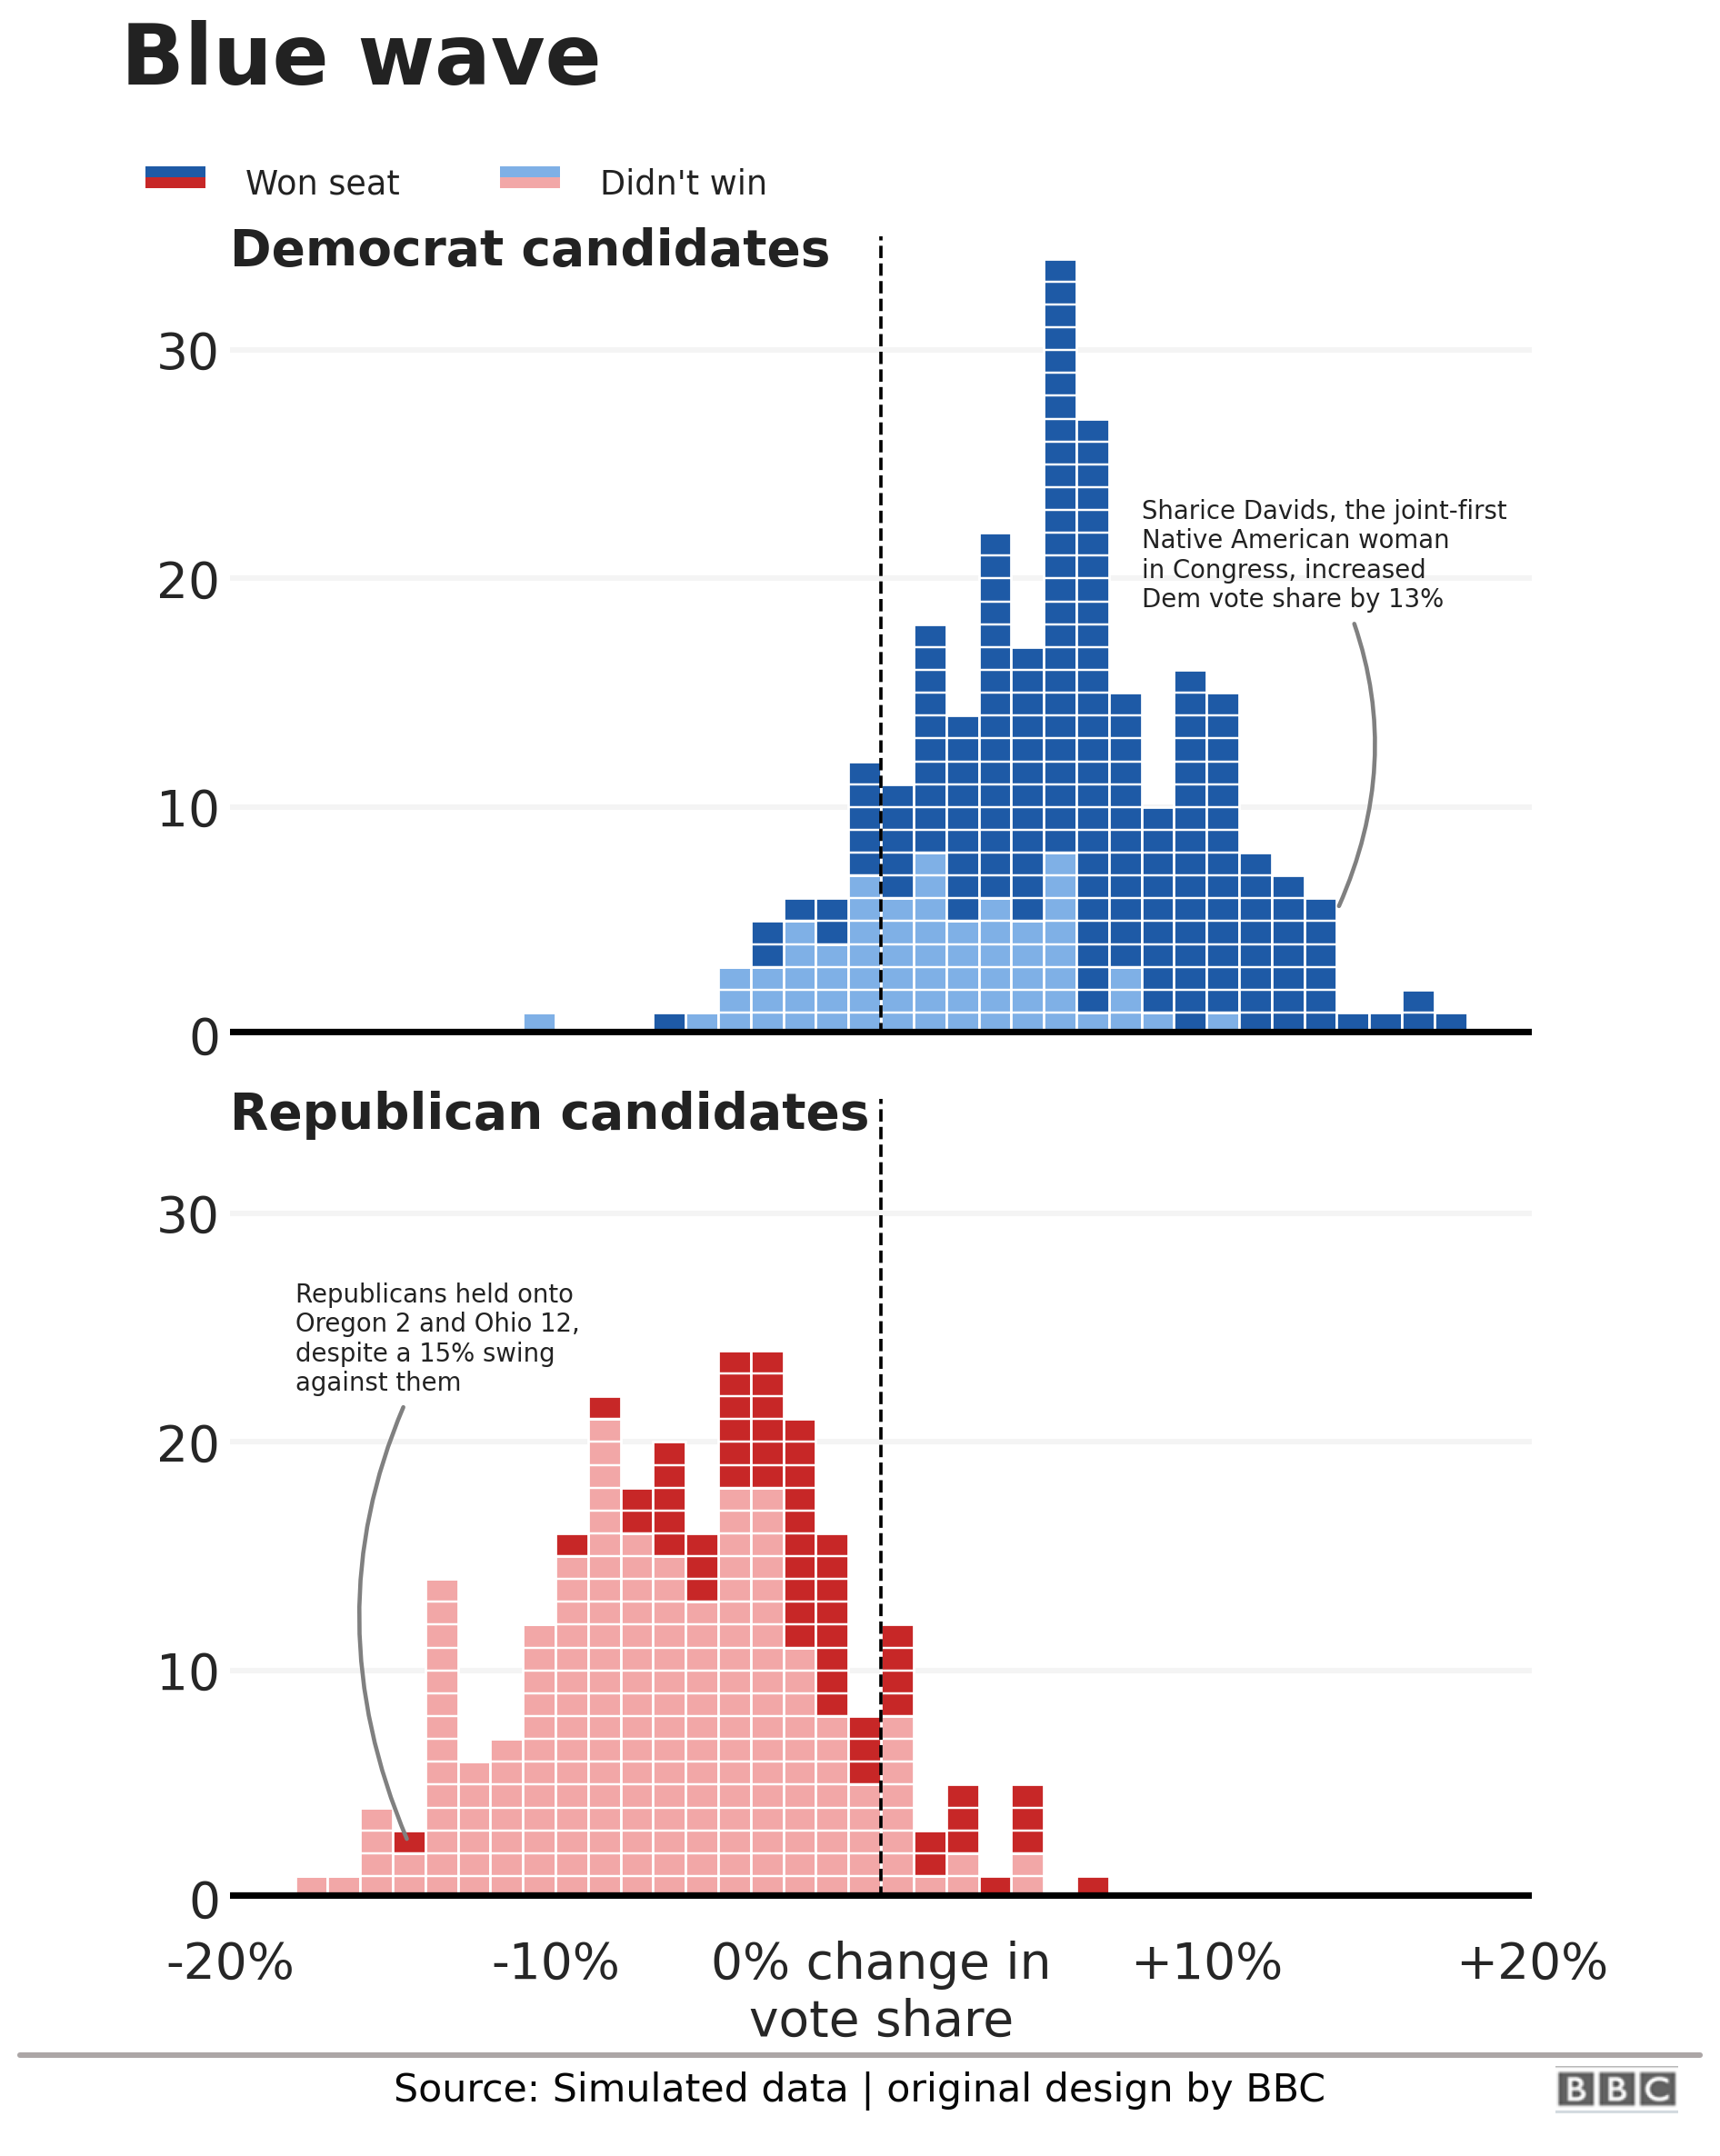 Blue wave
Won seat
Didn't win
Democrat candidates
30
20
10
0
Sharice Davids, the joint-first
Native American woman
in Congress, increased
Dem vote share by 13%
Republican candidates
30
20
10
0
Republicans held onto
Oregon 2 and Ohio 12,
despite a 15% swing
against them
-20%
-10%
0% change in
vote share
+10%
+20%
Source: Simulated data | original design by BBC
BBC